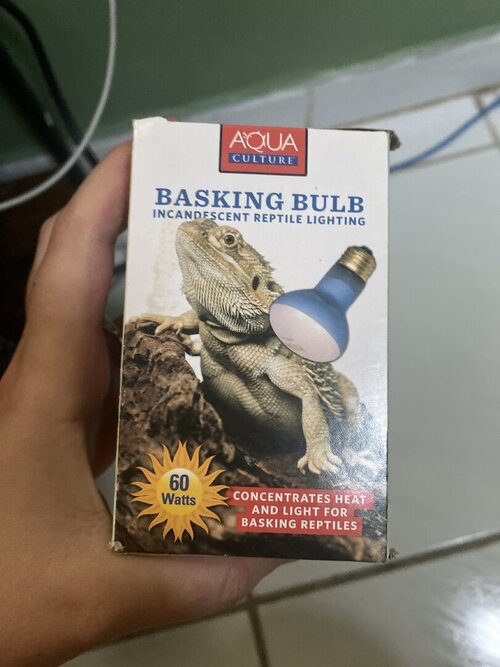 AQUA
CULTURE
BASKING BULB
INCANDESCENT REPTILE LIGHTING
60
Watts
CONCENTRATES HEAT
AND LIGHT FOR
BASKING REPTILES